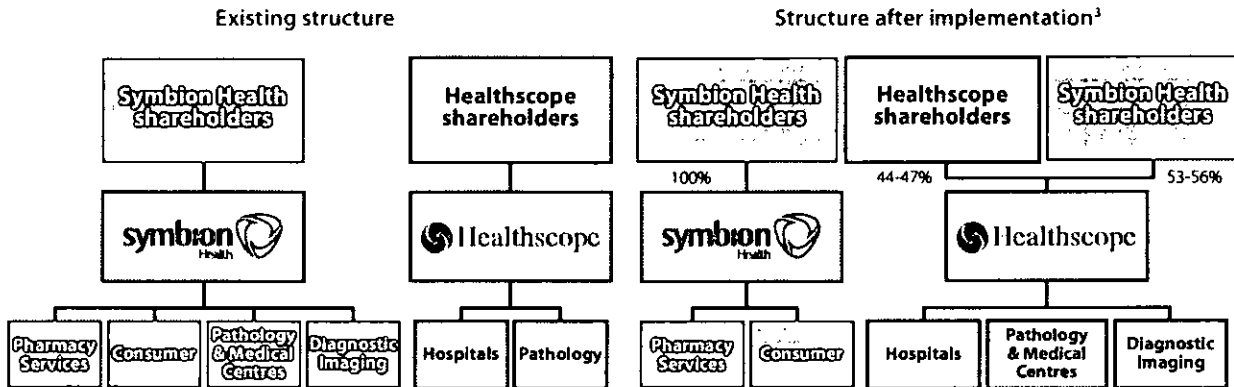 Existing structure
Structure after implementation³
Symbion Health
shareholders
Healthscope
shareholders
Symbion Health
shareholders
Healthscope
shareholders
Symbion Health
shareholders
100%
44-47%
53-56%
symbion
Health
Healthscope
symbion
Health
Healthscope
Pharmacy
Services
Consumer
Pathology
& Medical
Centres
Diagnostic
Imaging
Hospitals
Pathology
Pharmacy
Services
Consumer
Hospitals
Pathology
& Medical
Centres
Diagnostic
Imaging